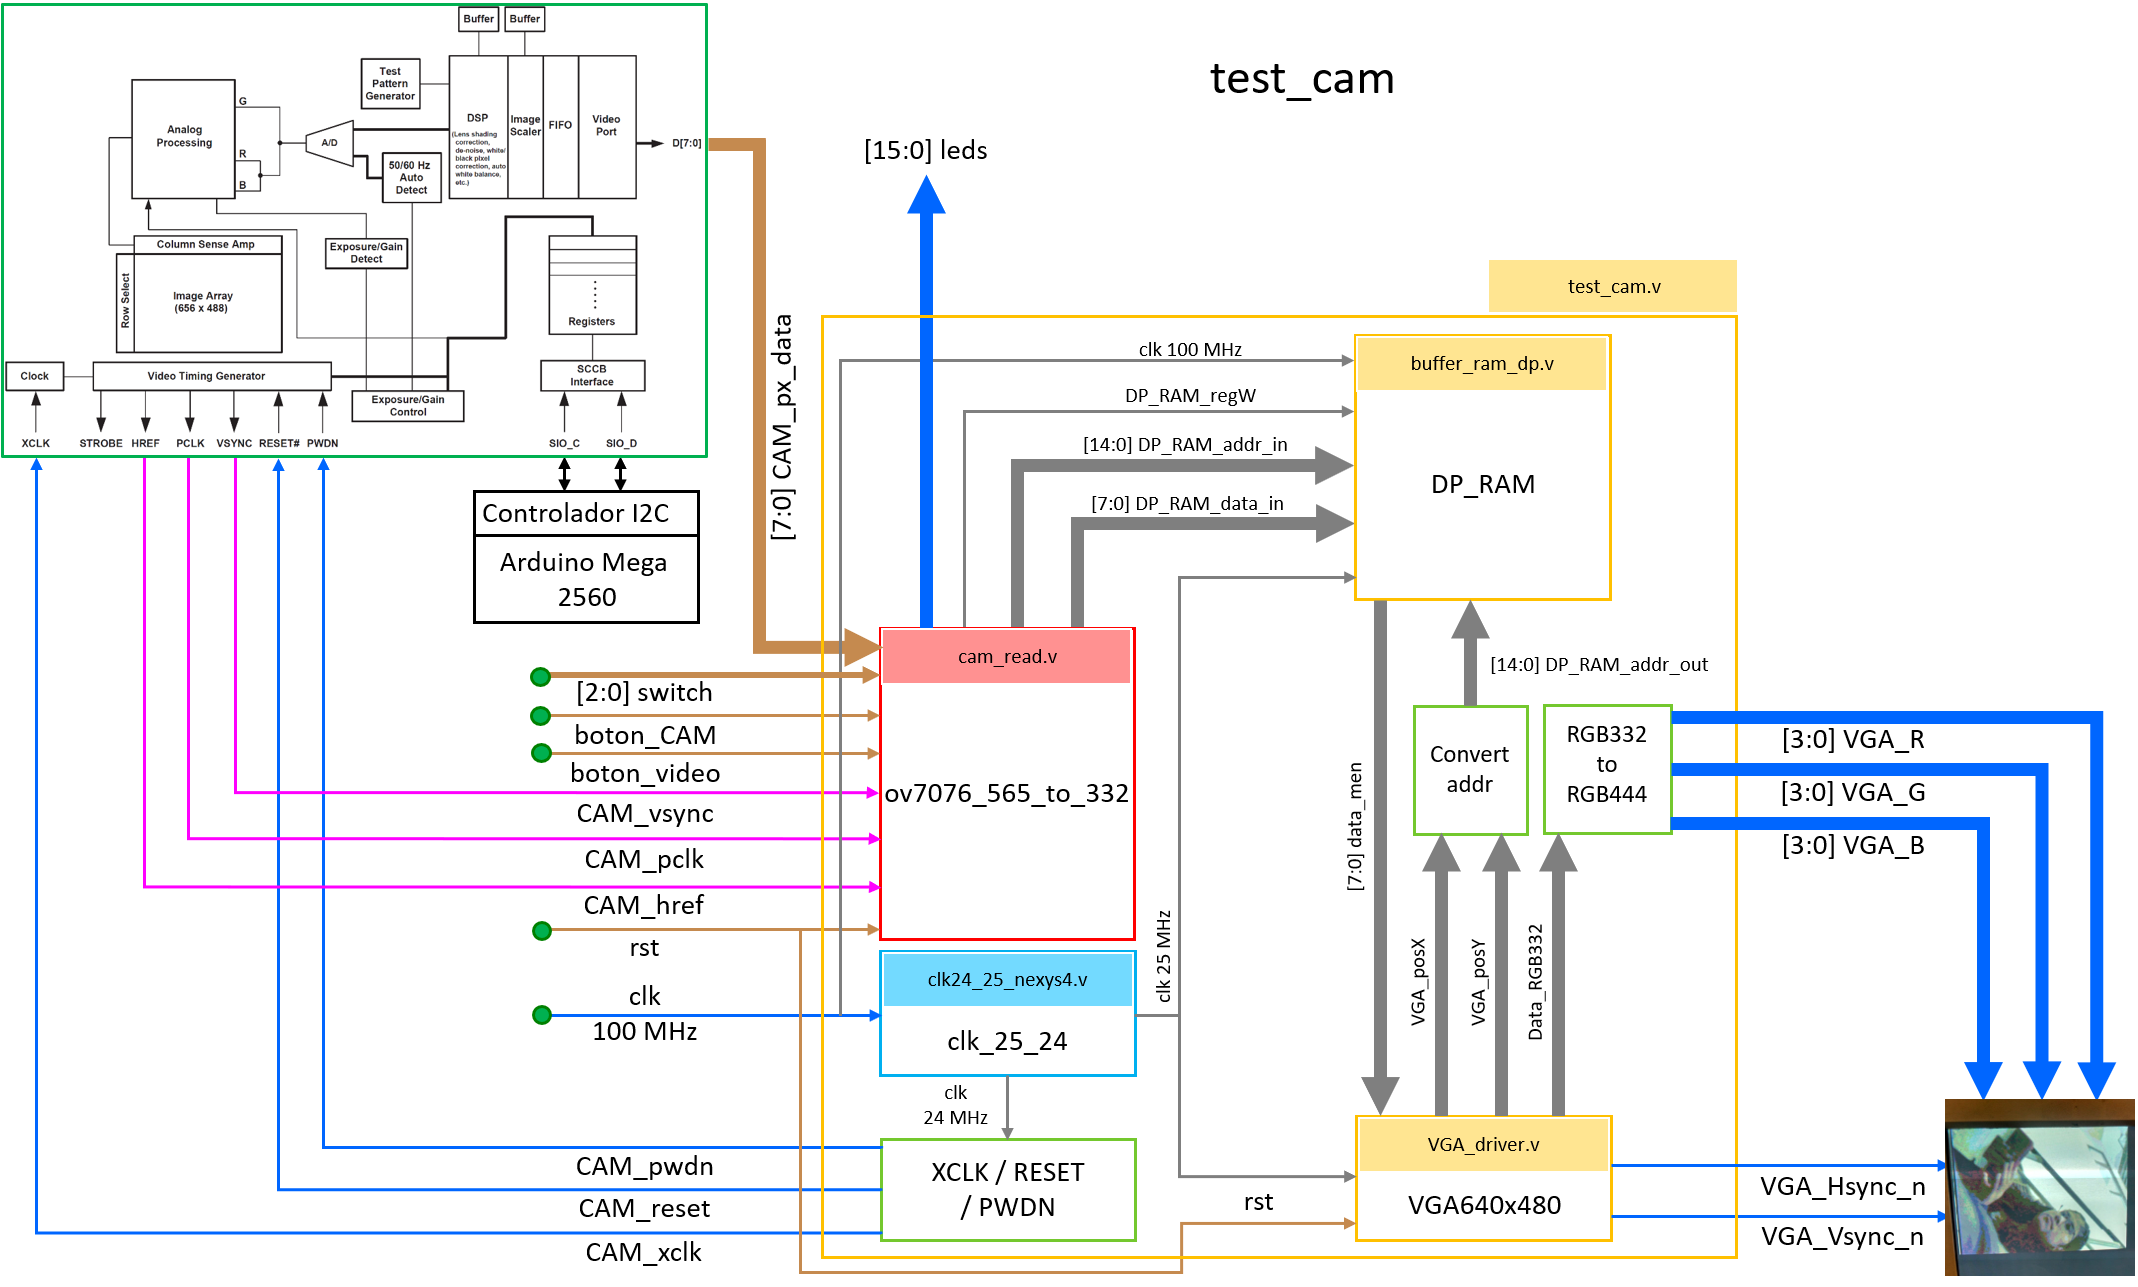 test_cam
Buffer
Buffer
Test
Pattern
Generator
Analog
Processing
G
R
B
A/D
50/60 Hz
Auto
Detect
DSP
(Lens shading
correction,
de-noise, white/
black pixel
correction, auto
white balance,
etc.)
Image
Scaler
FIFO
Video
Port
D[7:0]
Column Sense Amp
Row Select
Image Array
(656 x 488)
Exposure/Gain
Detect
Registers
Clock
Video Timing Generator
SCCB
Interface
Exposure/Gain
Control
XCLK
STROBE
HREF
PCLK
VSYNC
RESET#
PWDN
SIO_C
SIO_D
Controlador I2C
Arduino Mega
2560
[7:0] CAM_px_data
[15:0] leds
test_cam.v
clk 100 MHz
DP_RAM_regW
[14:0] DP_RAM_addr_in
[7:0] DP_RAM_data_in
buffer_ram_dp.v
DP_RAM
cam_read.v
ov7076_565_to_332
[2:0] switch
boton_CAM
boton_video
CAM_vsync
CAM_pclk
CAM_href
rst
clk
100 MHz
clk24_25_nexys4.v
clk_25_24
clk
24 MHz
clk 25 MHz
XCLK / RESET
/ PWDN
CAM_pwdn
CAM_reset
CAM_xclk
[14:0] DP_RAM_addr_out
Convert
addr
RGB332
to
RGB444
[7:0] data_men
VGA_posX
VGA_posY
Data_RGB332
[3:0] VGA_R
[3:0] VGA_G
[3:0] VGA_B
rst
VGA_driver.v
VGA640x480
VGA_Hsync_n
VGA_Vsync_n